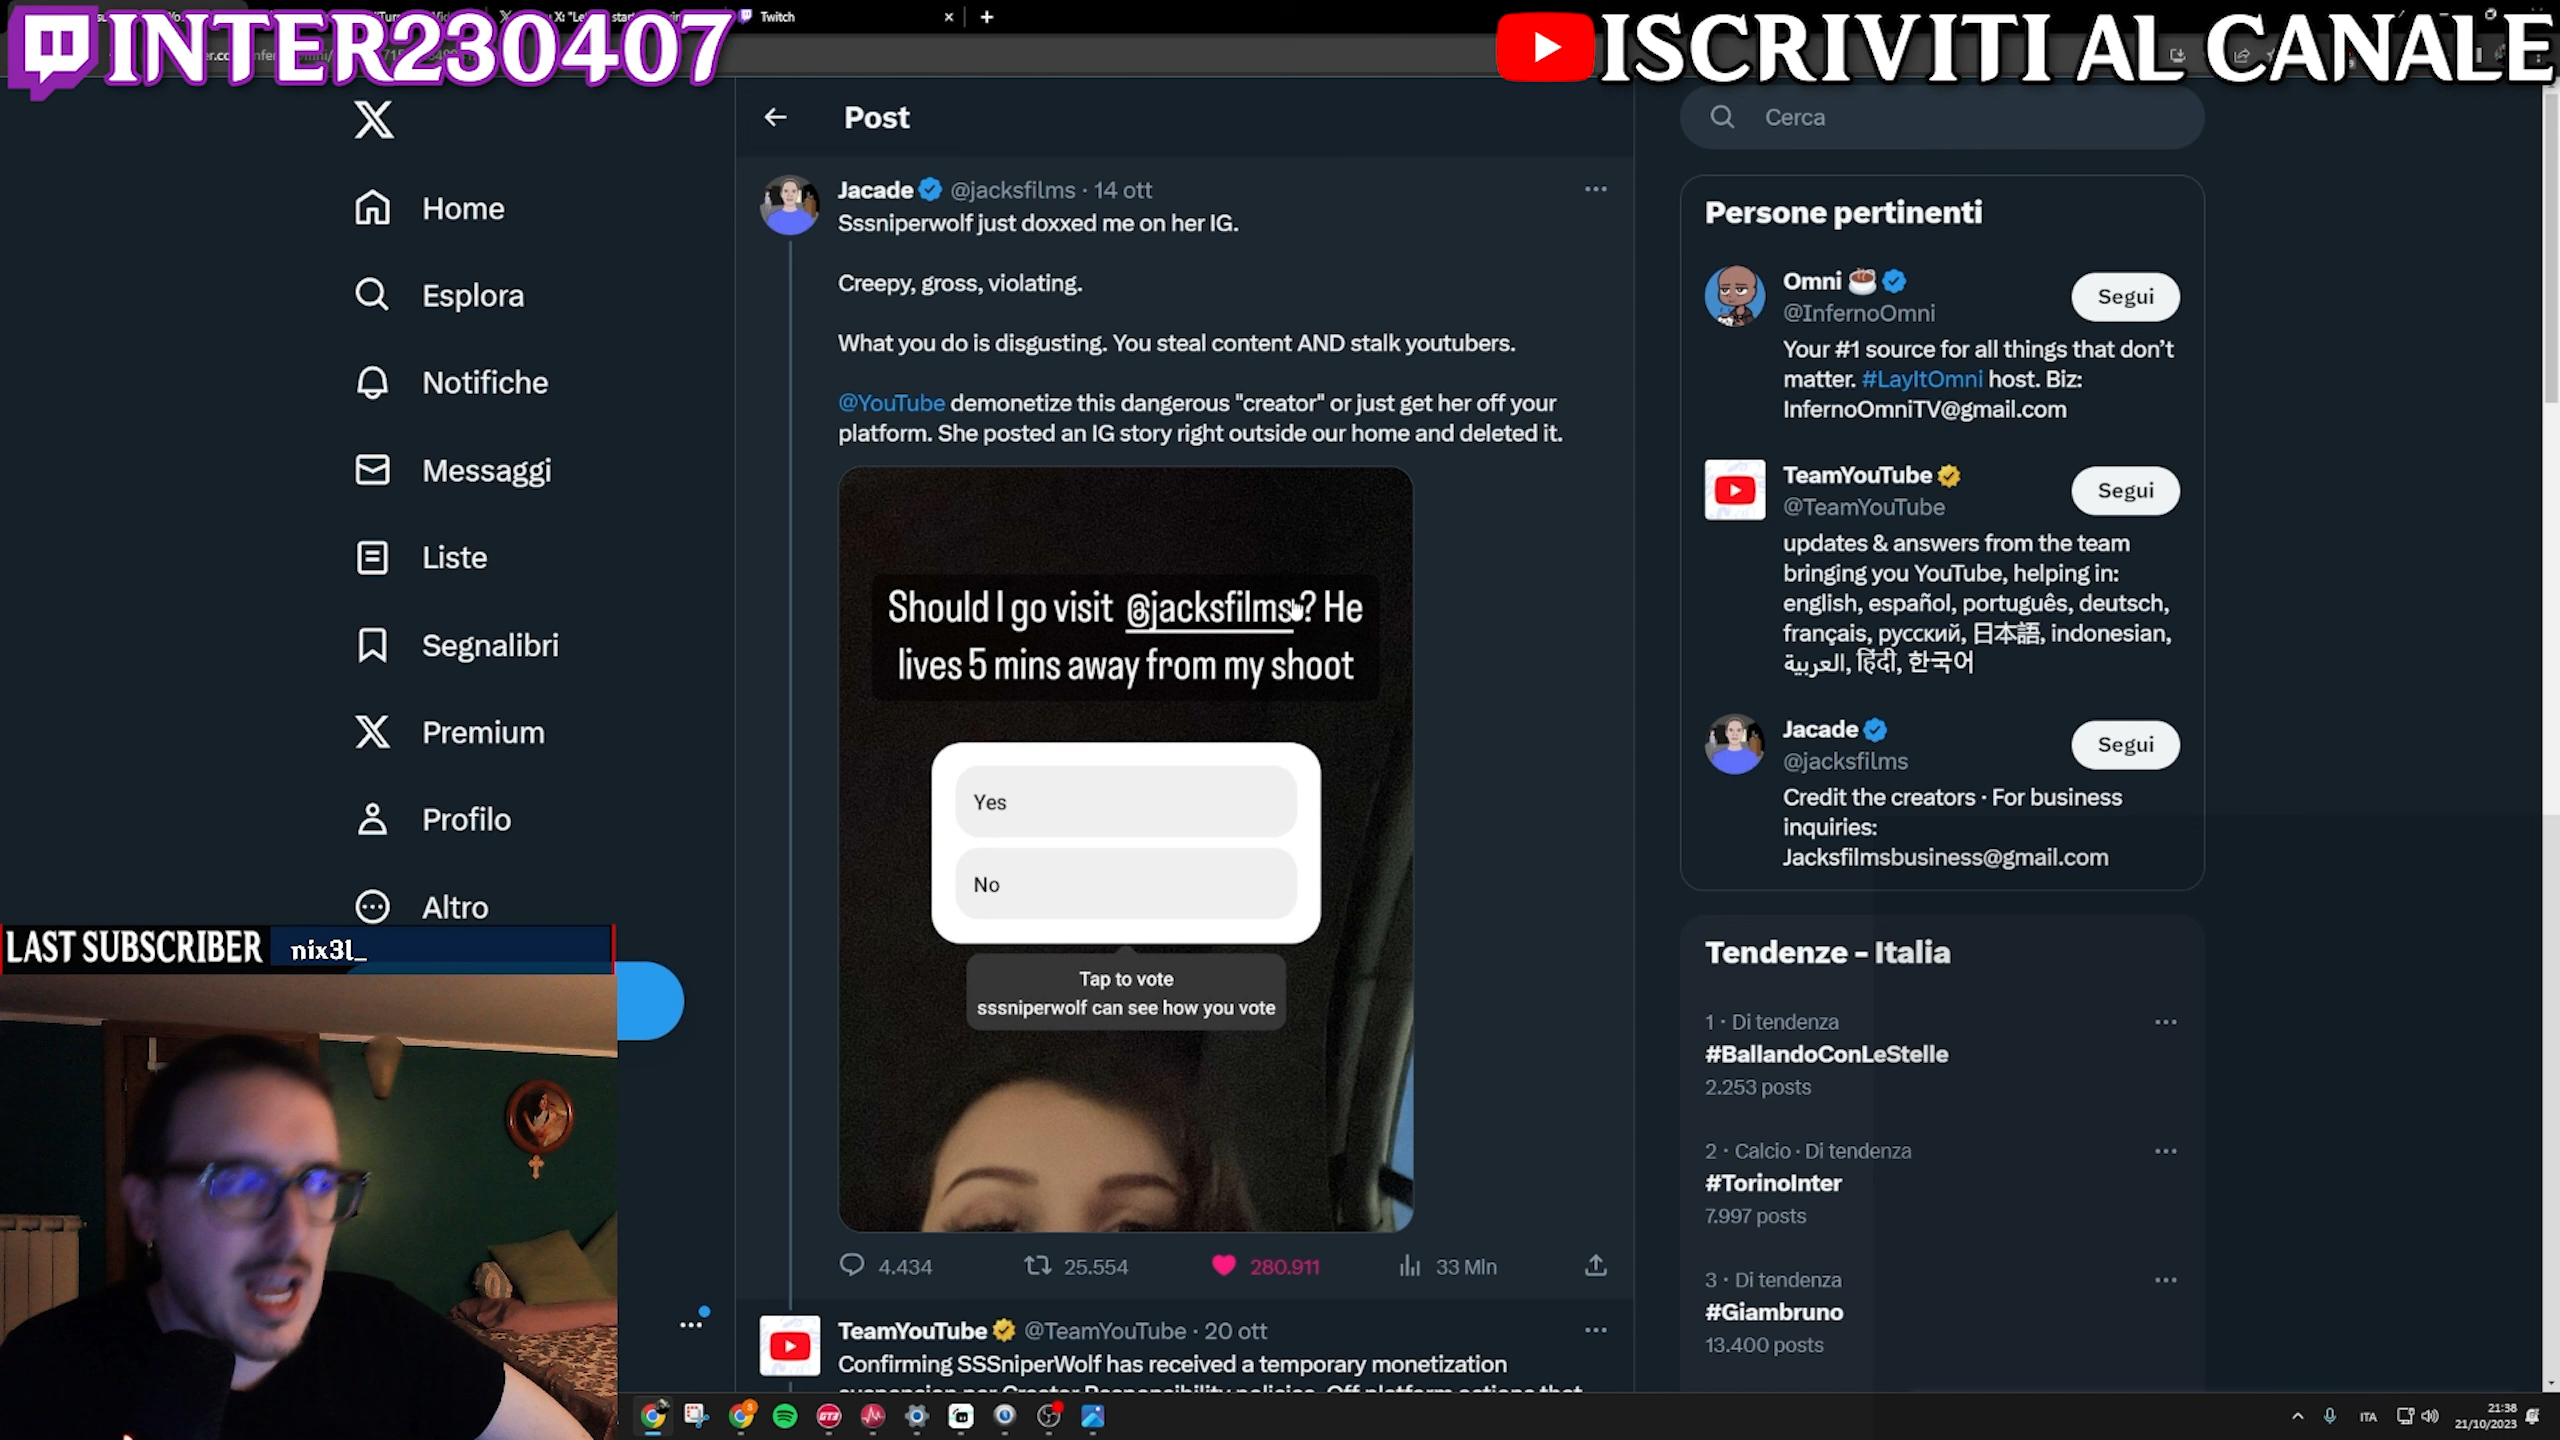 Twitch
INTER230407
ISCRIVITI AL CANALE
Home
Esplora
Notifiche
Messaggi
Liste
Segnalibri
Premium
Profilo
Altro
LAST SUBSCRIBER nix3l_
Post
Jacade @jacksfilms · 14 ott
Sssniperwolf just doxxed me on her IG.
Creepy, gross, violating.
What you do is disgusting. You steal content AND stalk youtubers.
@YouTube demonetize this dangerous "creator" or just get her off your
platform. She posted an IG story right outside our home and deleted it.
Should I go visit @jacksfilms? He
lives 5 mins away from my shoot
Yes
No
Tap to vote
sssniperwolf can see how you vote
4.434 25.554 280.911 33 Mln
TeamYouTube @TeamYouTube · 20 ott
Confirming SSSniperWolf has received a temporary monetization
suspension per Creator Responsibility policies. Off platform actions that
Cerca
Persone pertinenti
Omni
@InfernoOmni
Segui
Your #1 source for all things that don't
matter. #LayItOmni host. Biz:
InfernoOmniTV@gmail.com
TeamYouTube
@TeamYouTube
Segui
updates & answers from the team
bringing you YouTube, helping in:
english, español, português, deutsch,
français, русский, 日本語, indonesian,
العربية, हिंदी, 한국어
Jacade
@jacksfilms
Segui
Credit the creators · For business
inquiries:
Jacksfilmsbusiness@gmail.com
Tendenze – Italia
1 · Di tendenza
#BallandoConLeStelle
2.253 posts
2 · Calcio · Di tendenza
#TorinoInter
7.997 posts
3 · Di tendenza
#Giambruno
13.400 posts
ITA
21:38
21/10/2023